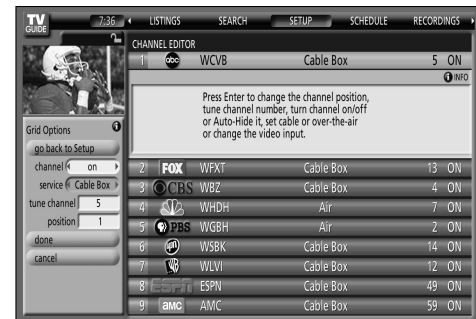 TV GUIDE 7:36 LISTINGS SEARCH SETUP SCHEDULE RECORDINGS
CHANNEL EDITOR
1 abc WCVB Cable Box 5 ON
INFO
Press Enter to change the channel position,
tune channel number, turn channel on/off
or Auto-Hide it, set cable or over-the-air
or change the video input.
Grid Options
go back to Setup
channel on
service Cable Box
tune channel 5
position 1
done
cancel
2 FOX WFXT Cable Box 13 ON
3 CBS WBZ Cable Box 4 ON
4 WHDH Air 7 ON
5 PBS WGBH Air 2 ON
6 WSBK Cable Box 14 ON
7 WB WLVI Cable Box 12 ON
8 ESPN ESPN Cable Box 49 ON
9 amc AMC Cable Box 59 ON